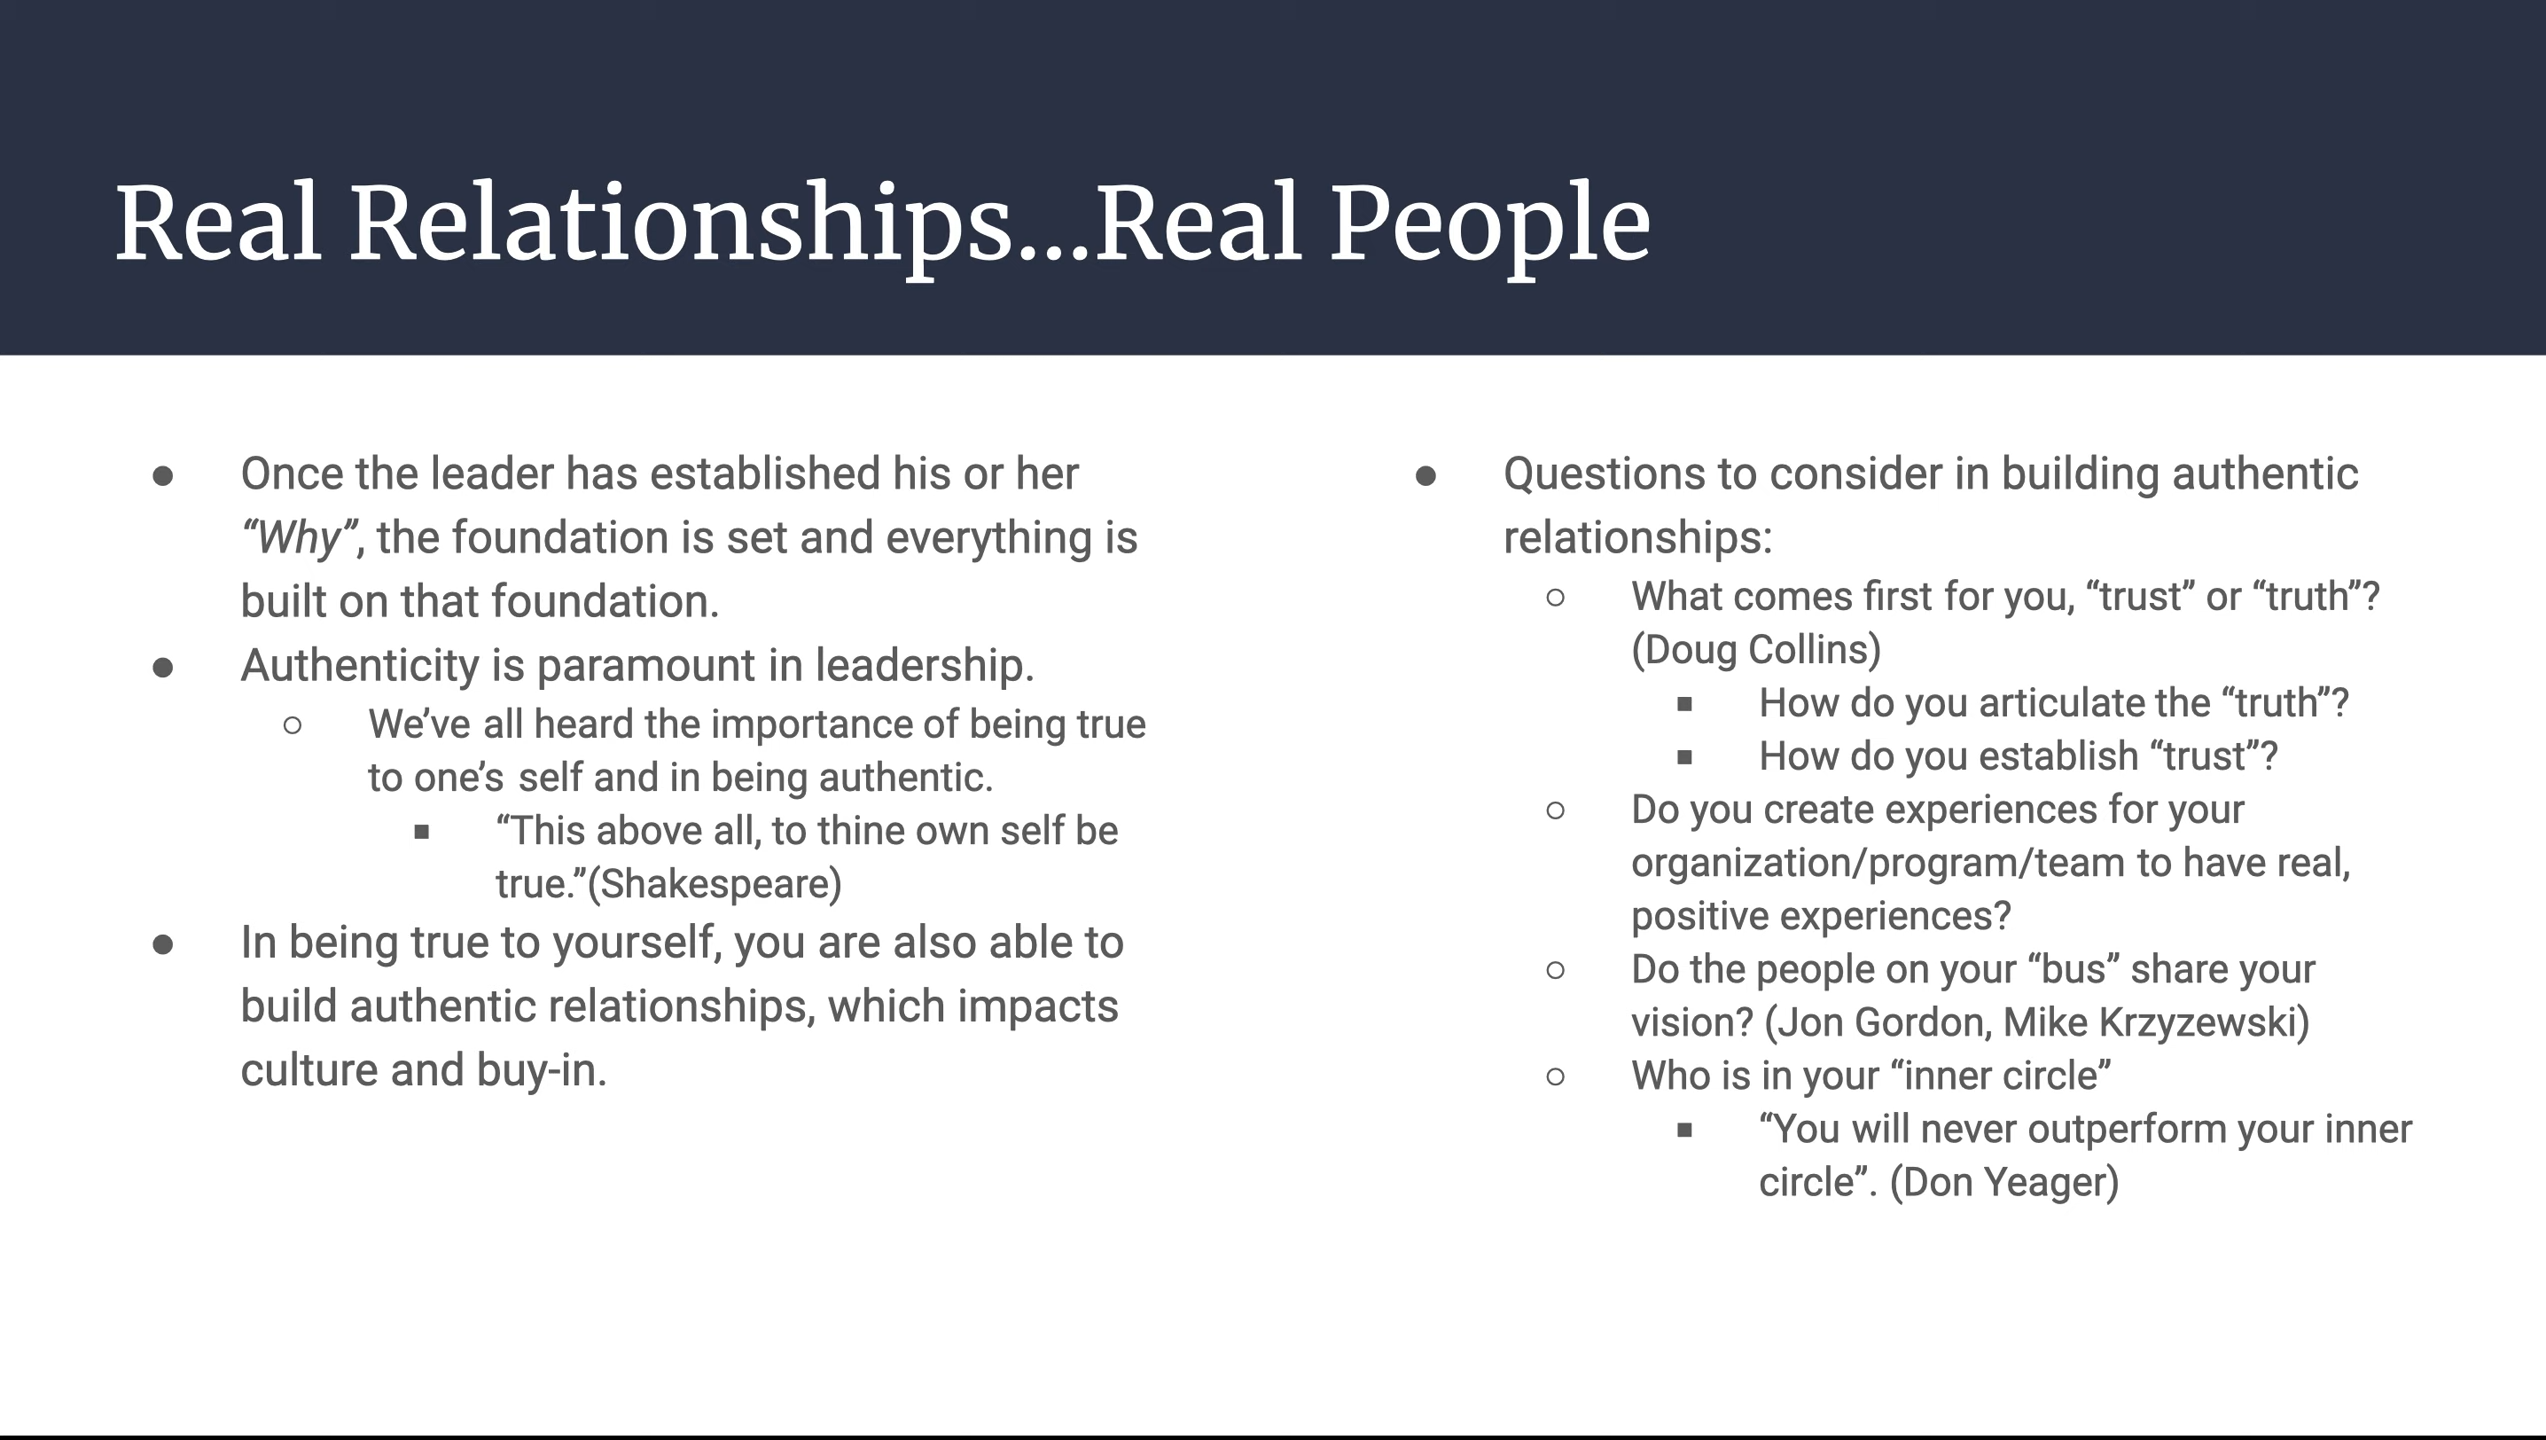 Real Relationships...Real People
● Once the leader has established his or her
“Why”, the foundation is set and everything is
built on that foundation.
● Authenticity is paramount in leadership.
○ We’ve all heard the importance of being true
to one’s self and in being authentic.
■ “This above all, to thine own self be
true.”(Shakespeare)
● In being true to yourself, you are also able to
build authentic relationships, which impacts
culture and buy-in.
● Questions to consider in building authentic
relationships:
○ What comes first for you, “trust” or “truth”?
(Doug Collins)
■ How do you articulate the “truth”?
■ How do you establish “trust”?
○ Do you create experiences for your
organization/program/team to have real,
positive experiences?
○ Do the people on your “bus” share your
vision? (Jon Gordon, Mike Krzyzewski)
○ Who is in your “inner circle”
■ “You will never outperform your inner
circle”. (Don Yeager)